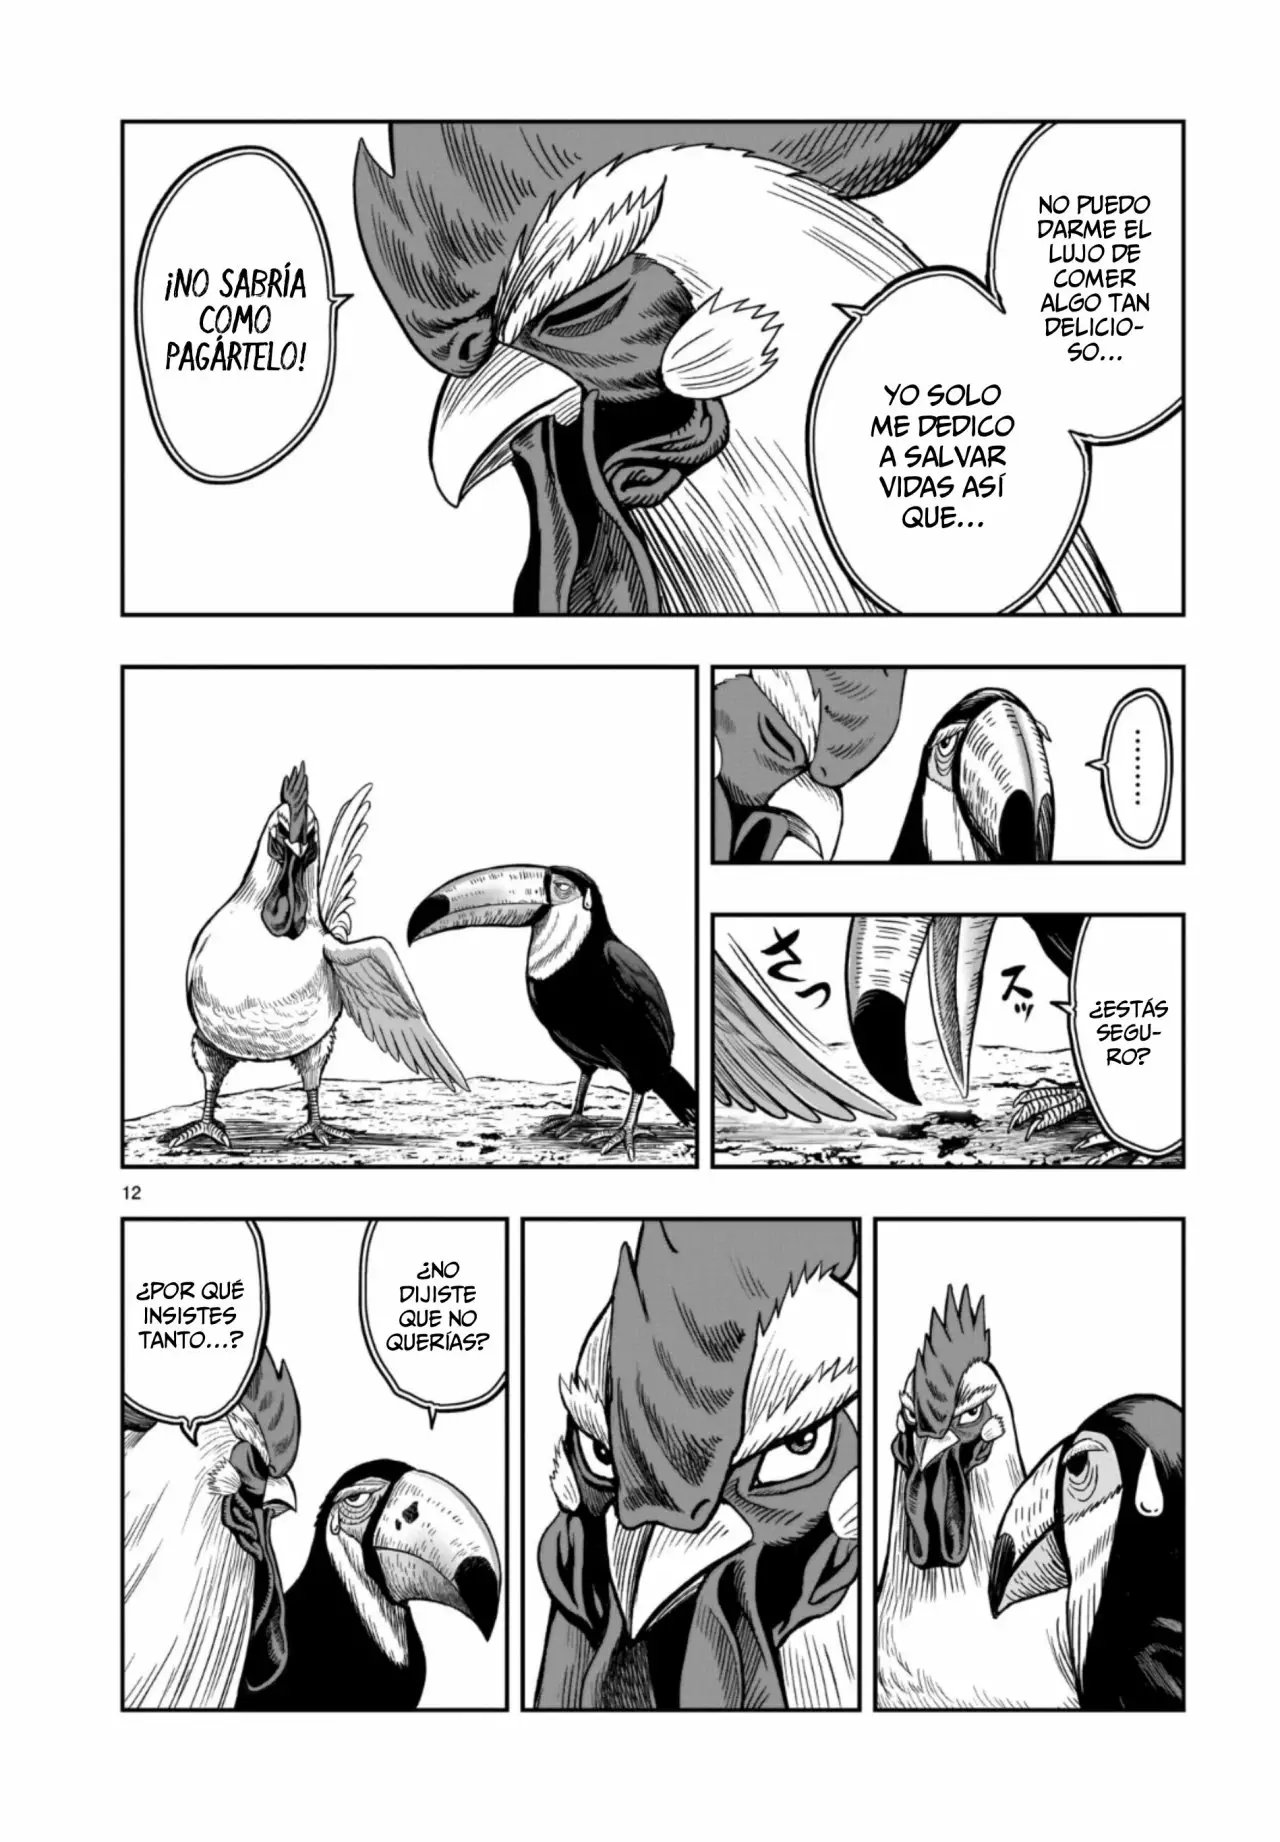 NO PUEDO
DARME EL
LUJO DE
COMER
ALGO TAN
DELICIO-
SO...
YO SOLO
ME DEDICO
A SALVAR
VIDAS ASÍ
QUE...
¡NO SABRÍA
COMO
PAGÁRTELO!
.........
¿ESTÁS
SEGU-
RO?
スッ
さっ
12
¿NO
DIJISTE
QUE NO
QUERÍAS?
¿POR QUÉ
INSISTES
TANTO...?